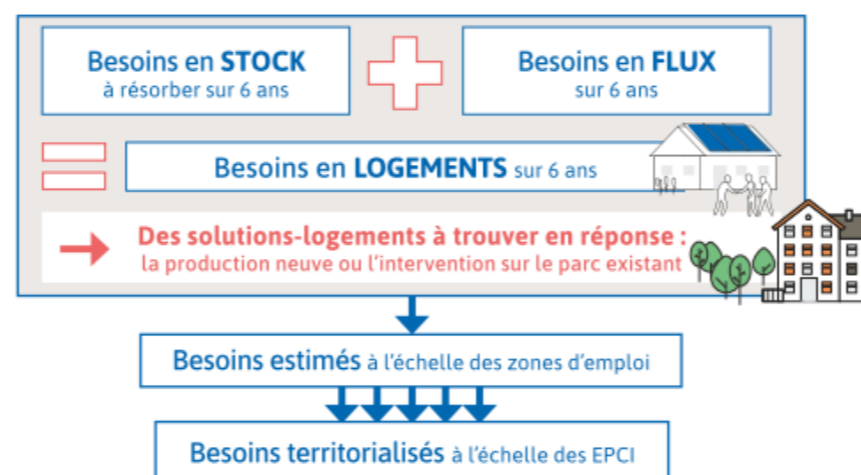 Besoins en STOCK
à résorber sur 6 ans
Besoins en FLUX
sur 6 ans
Besoins en LOGEMENTS sur 6 ans
Des solutions-logements à trouver en réponse :
la production neuve ou l’intervention sur le parc existant
Besoins estimés à l’échelle des zones d’emploi
Besoins territorialisés à l’échelle des EPCI